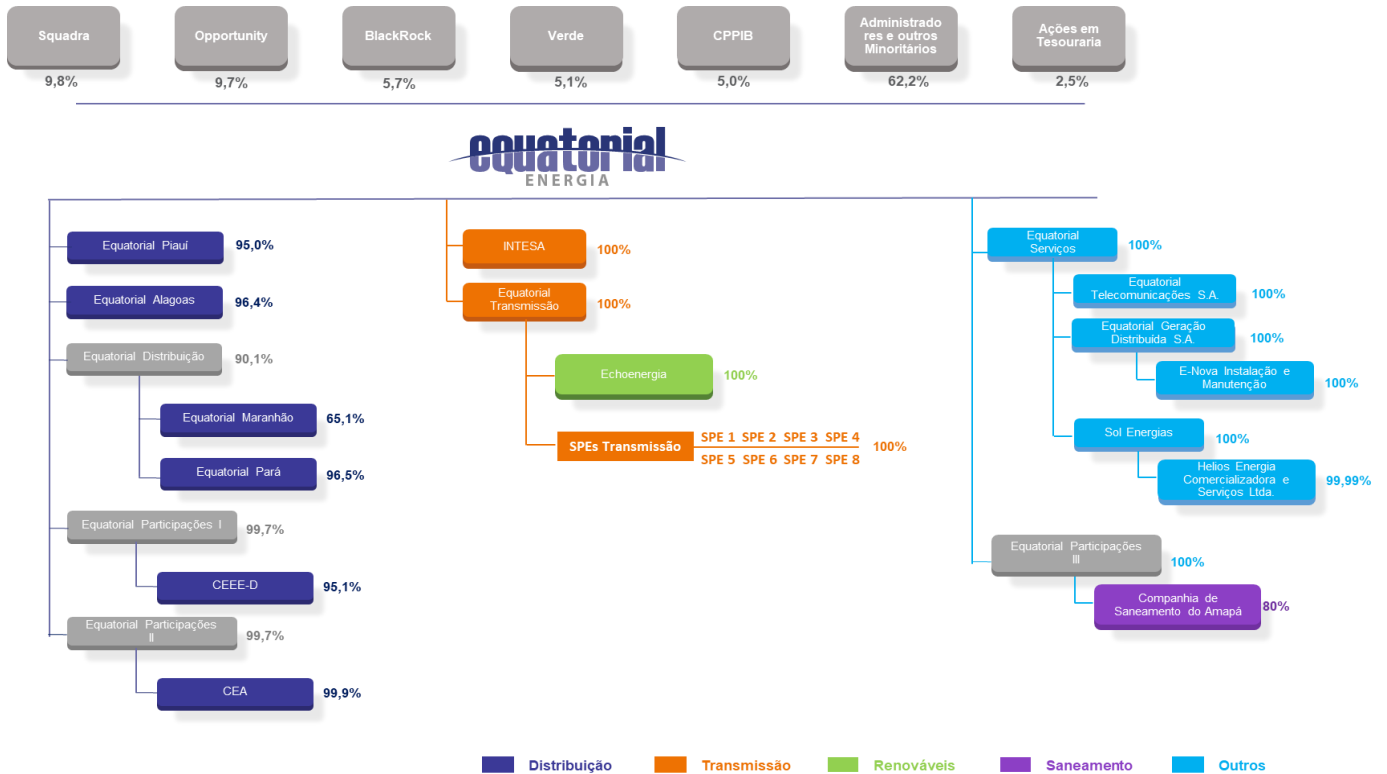 Squadra
Opportunity
BlackRock
Verde
CPPIB
Administrado
res e outros
Minoritários
Ações em
Tesouraria
9,8%
9,7%
5,7%
5,1%
5,0%
62,2%
2,5%
equatorial
ENERGIA
Equatorial Piauí
95,0%
Equatorial Alagoas
96,4%
Equatorial Distribuição
90,1%
Equatorial Maranhão
65,1%
Equatorial Pará
96,5%
Equatorial Participações I
99,7%
CEEE-D
95,1%
Equatorial Participações
II
99,7%
CEA
99,9%
INTESA
100%
Equatorial
Transmissão
100%
Echoenergia
100%
SPEs Transmissão
SPE 1 SPE 2 SPE 3 SPE 4
SPE 5 SPE 6 SPE 7 SPE 8
100%
Equatorial
Serviços
100%
Equatorial
Telecomunicações S.A.
100%
Equatorial Geração
Distribuída S.A.
100%
E-Nova Instalação e
Manutenção
100%
Sol Energias
100%
Helios Energia
Comercializadora e
Serviços Ltda.
99,99%
Equatorial Participações
III
100%
Companhia de
Saneamento do Amapá
80%
Distribuição
Transmissão
Renováveis
Saneamento
Outros